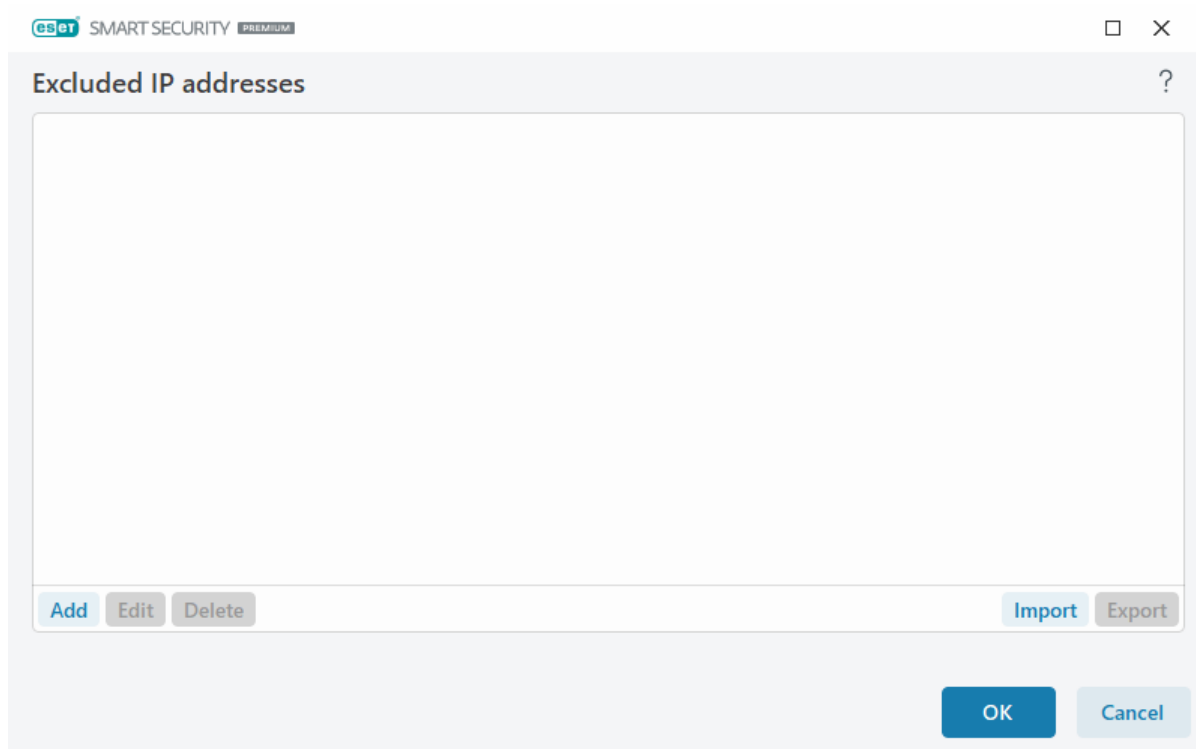 eset SMART SECURITY PREMIUM
Excluded IP addresses ?
Add Edit Delete Import Export
OK Cancel